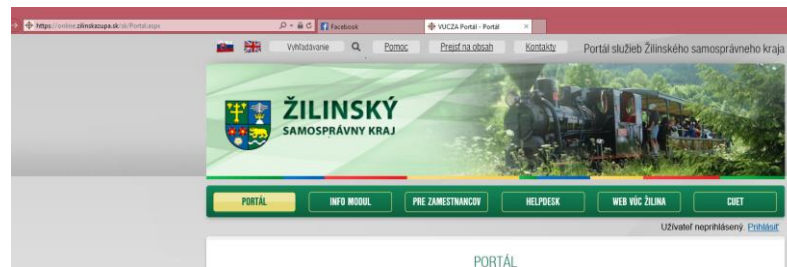 https://online.zilinskazupa.sk/sk/Portal.aspx
Facebook
VUCZA Portál - Portál
Vyhľadávanie Pomoc Prejsť na obsah Kontakty Portál služieb Žilinského samosprávneho kraja
ŽILINSKÝ
SAMOSPRÁVNY KRAJ
PORTÁL INFO MODUL PRE ZAMESTNANCOV HELPDESK WEB VÚC ŽILINA CUET
Užívateľ neprihlásený. Prihlásiť
PORTÁL